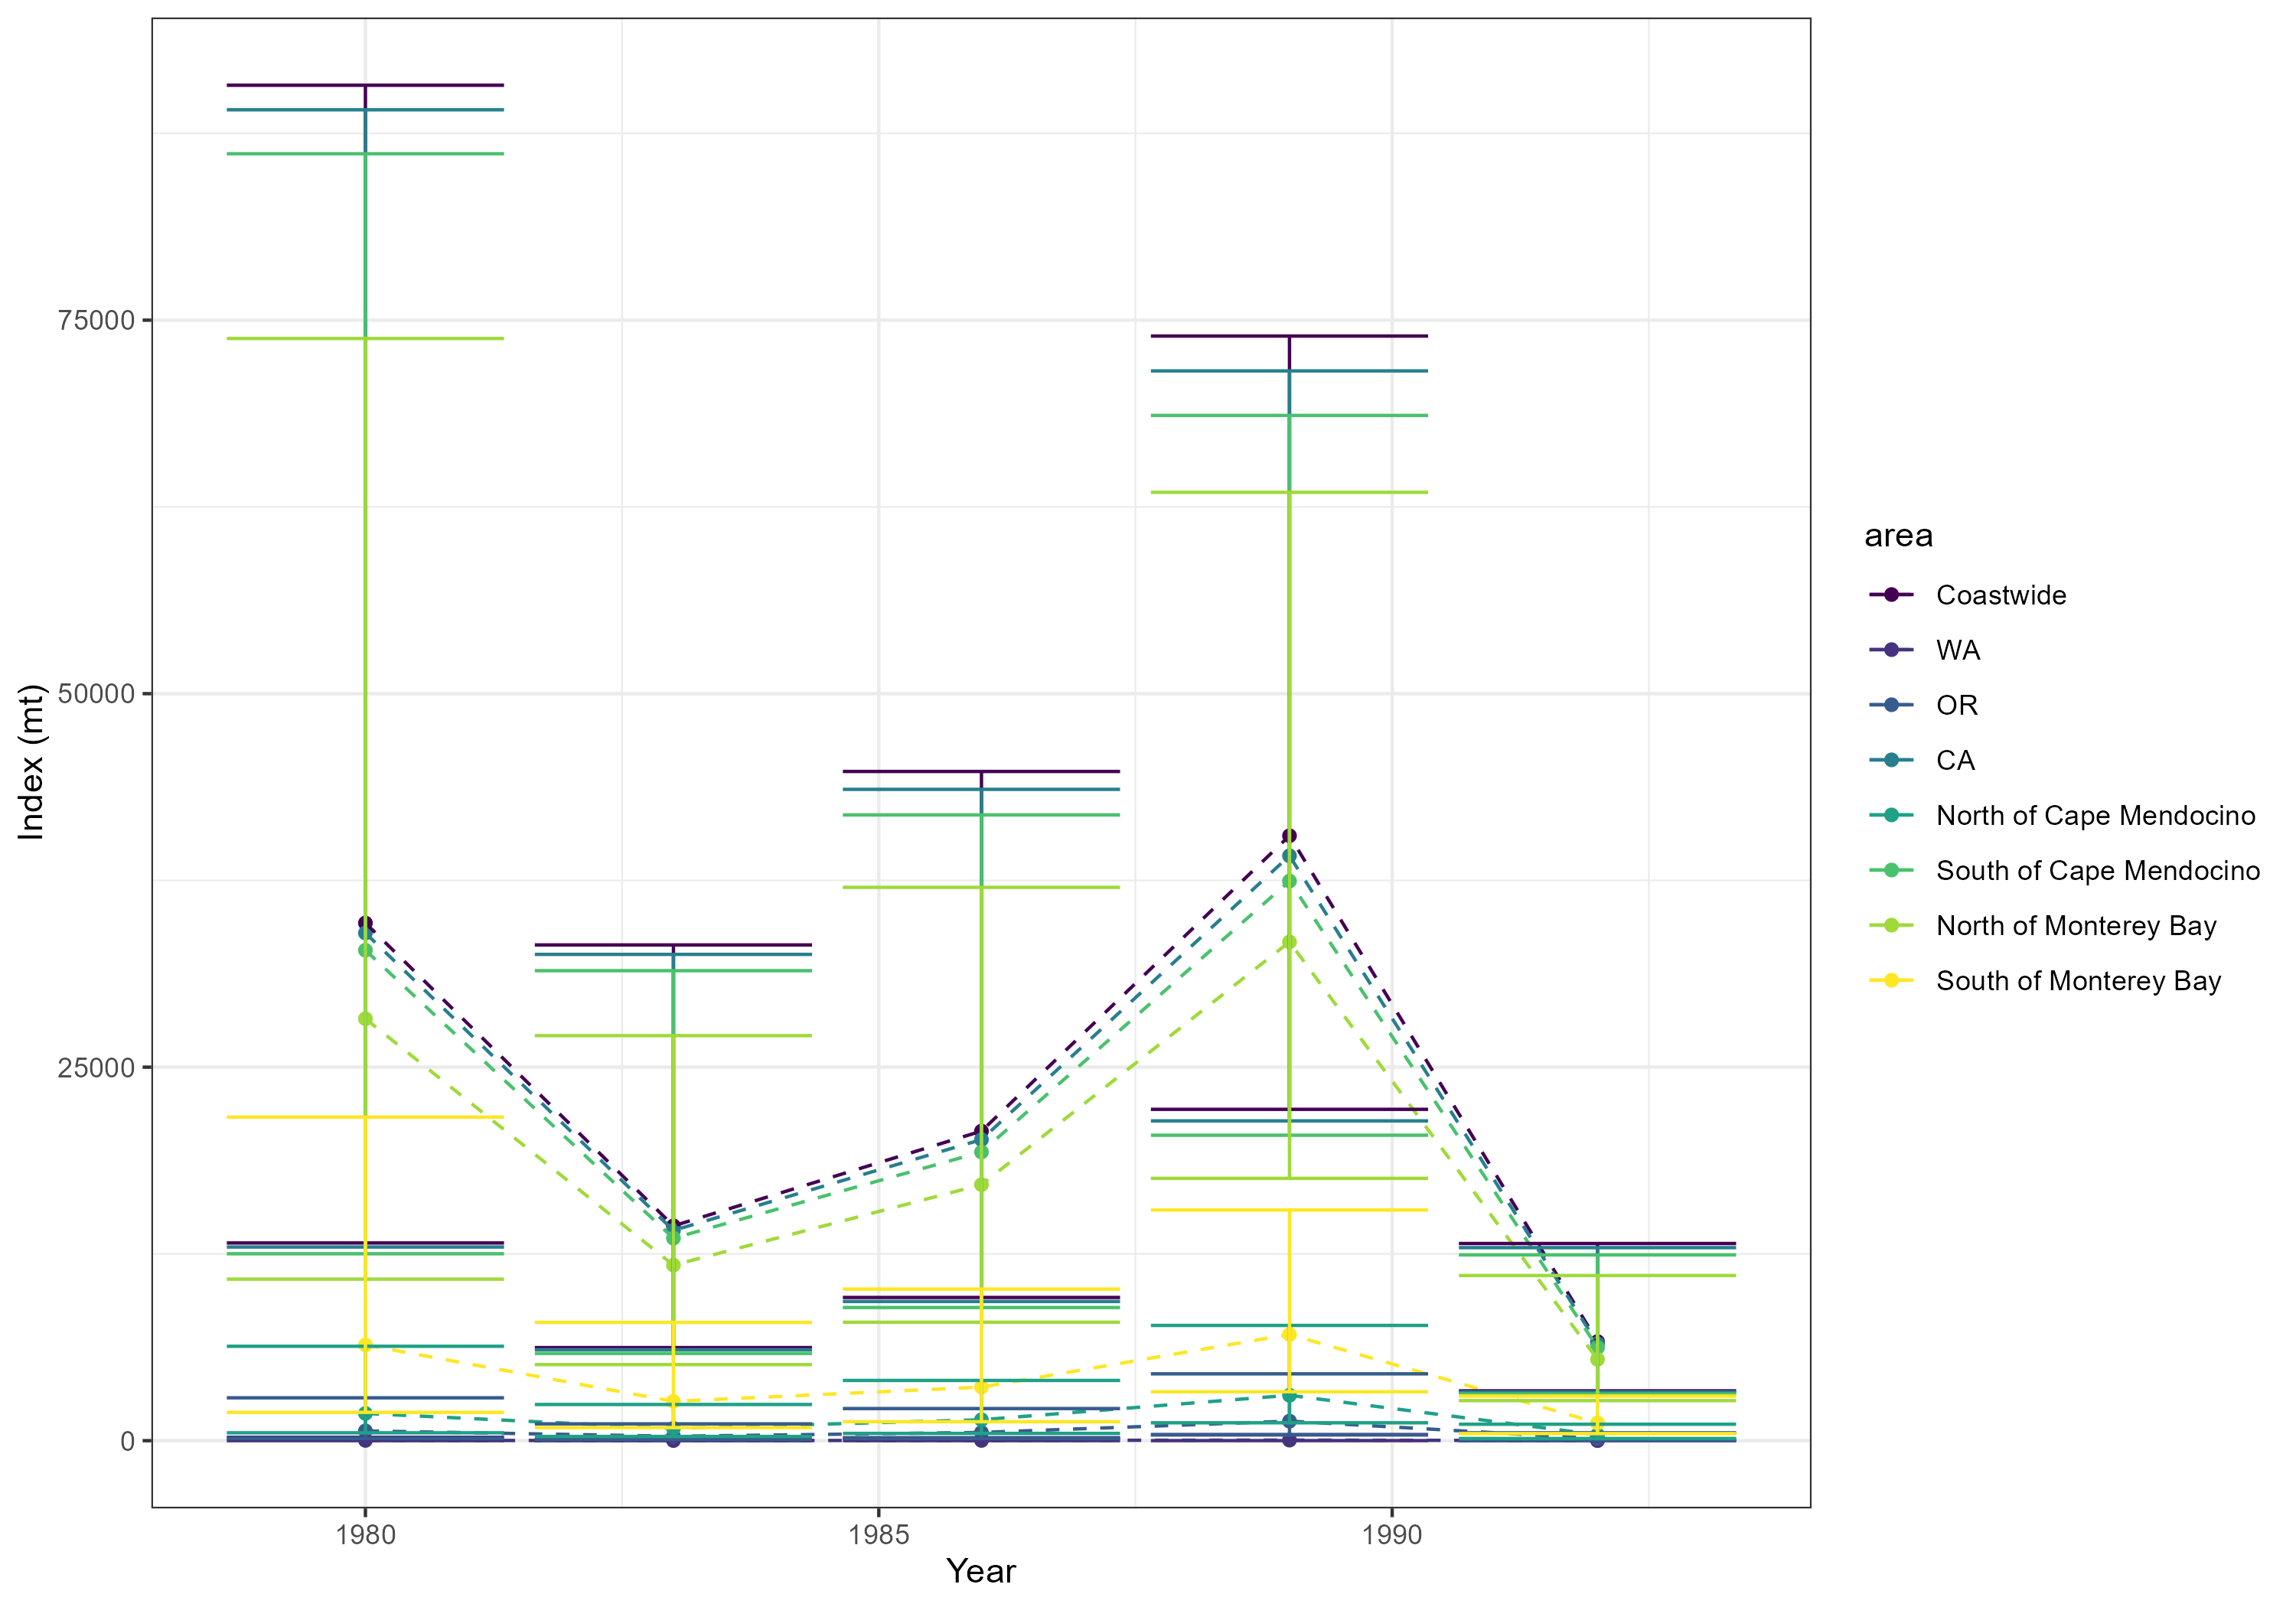 75000
50000
25000
0
Index (mt)
1980
1985
1990
Year
area
Coastwide
WA
OR
CA
North of Cape Mendocino
South of Cape Mendocino
North of Monterey Bay
South of Monterey Bay